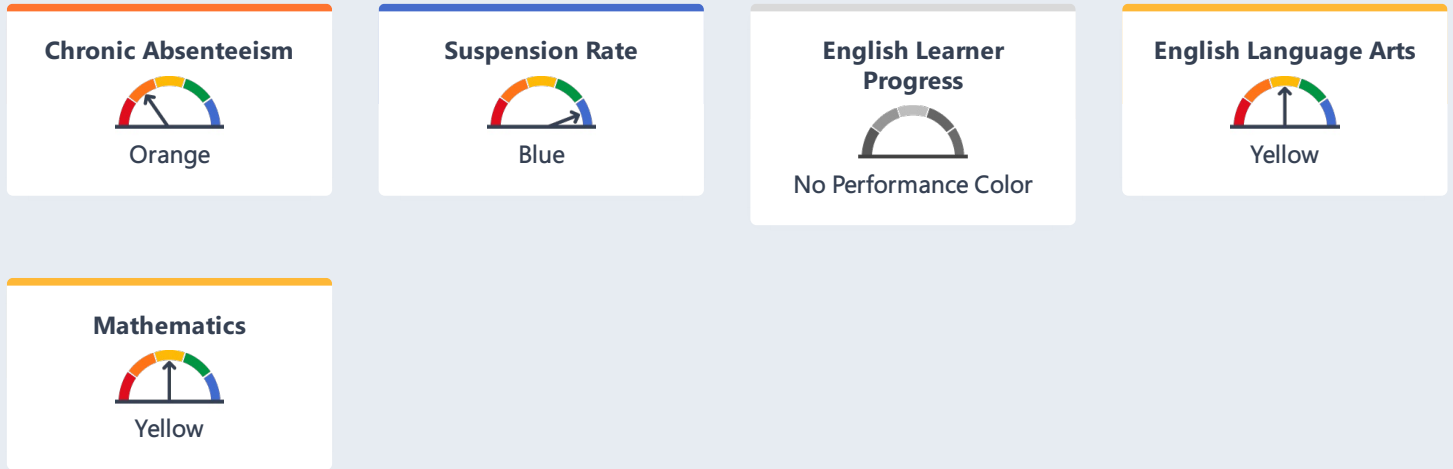 Chronic Absenteeism
Orange
Suspension Rate
Blue
English Learner
Progress
No Performance Color
English Language Arts
Yellow
Mathematics
Yellow